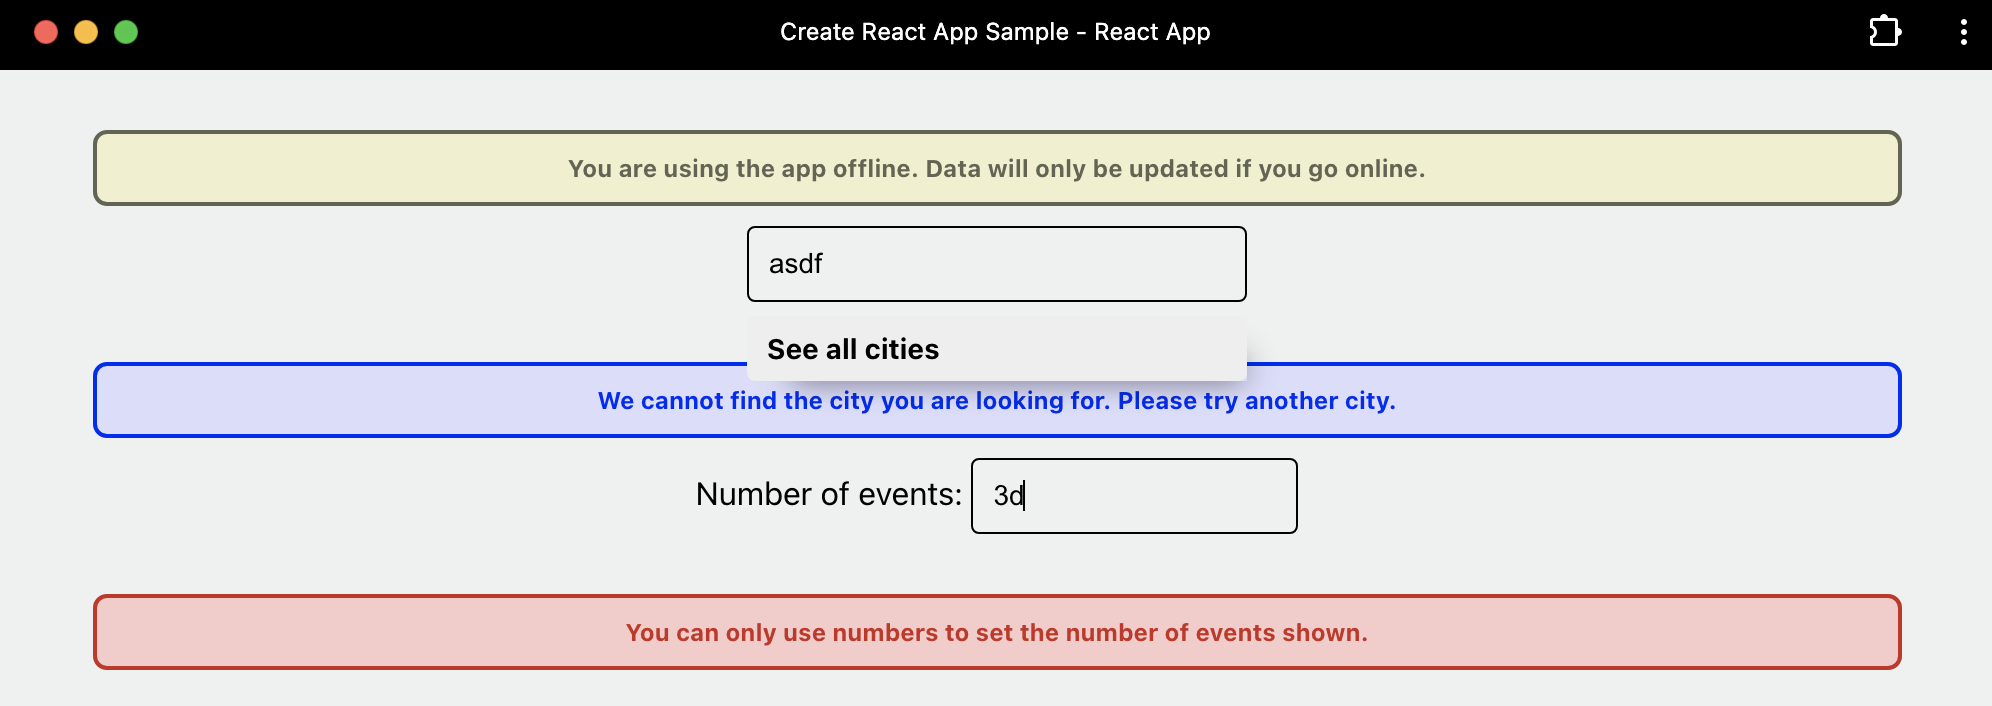 Create React App Sample - React App
You are using the app offline. Data will only be updated if you go online.
asdf
See all cities
We cannot find the city you are looking for. Please try another city.
Number of events: 3d
You can only use numbers to set the number of events shown.